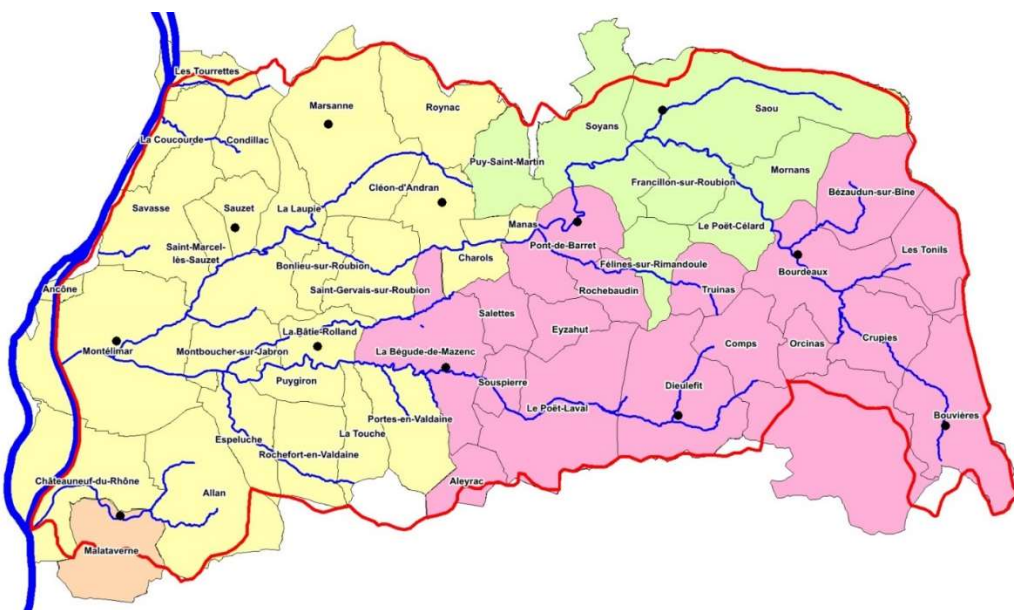 Les Tourrettes
Marsanne
Roynac
Saou
Soyans
La Coucourde
Condillac
Puy-Saint-Martin
Mornans
Francillon-sur-Roubion
Bézaudun-sur-Bîne
Cléon-d'Andran
Savasse
Sauzet
La Laupie
Manas
Le Poët-Célard
Saint-Marcel-
lès-Sauzet
Pont-de-Barret
Les Tonils
Charols
Bonlieu-sur-Roubion
Félines-sur-Rimandoule
Bourdeaux
Ancône
Saint-Gervais-sur-Roubion
Rochebaudin
Truinas
Salettes
La Bâtie-Rolland
Eyzahut
Crupies
Montélimar
Montboucher-sur-Jabron
La Bégude-de-Mazenc
Comps
Orcinas
Puygiron
Souspierre
Dieulefit
Le Poët-Laval
Bouvières
Portes-en-Valdaine
La Touche
Espeluche
Rochefort-en-Valdaine
Châteauneuf-du-Rhône
Aleyrac
Allan
Malataverne